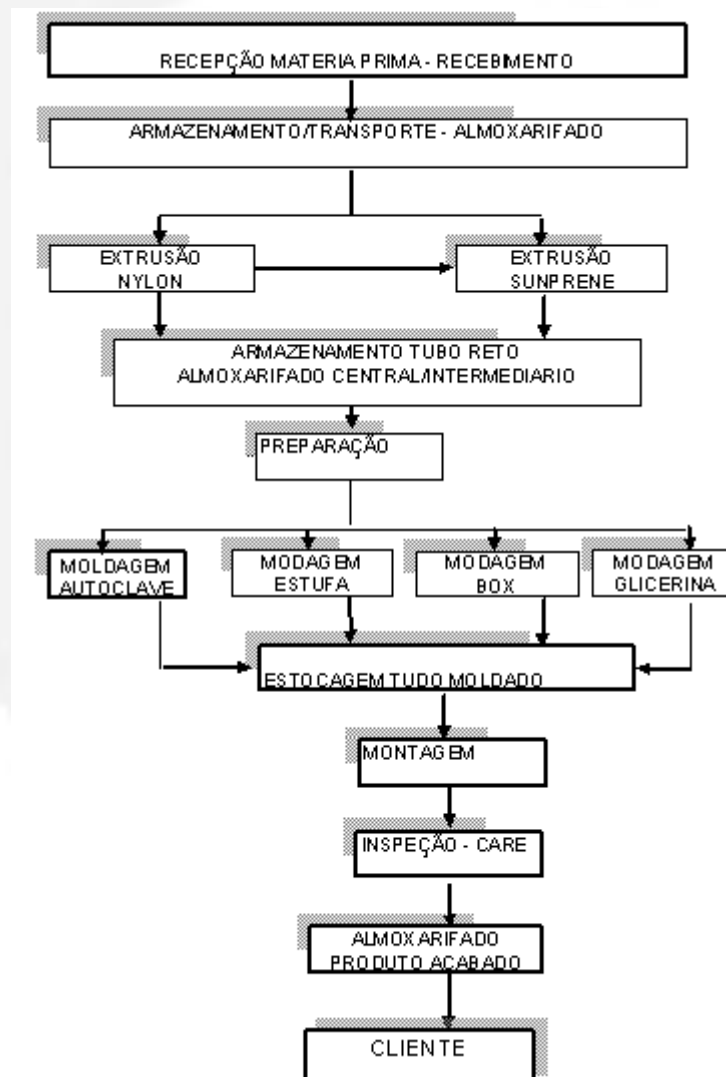 RECEPÇÃO MATERIA PRIMA - RECEBIMENTO
ARMAZENAMENTO/TRANSPORTE - ALMOXARIFADO
EXTRUSÃO
NYLON
EXTRUSÃO
SUNPRENE
ARMAZENAMENTO TUBO RETO
ALMOXARIFADO CENTRAL/INTERMEDIARIO
PREPARAÇÃO
MOLDAGEM
AUTOCLAVE
MODAGEM
ESTUFA
MODAGEM
BOX
MODAGEM
GLICERINA
ESTOCAGEM TUDO MOLDADO
MONTAGEM
INSPEÇÃO - CARE
ALMOXARIFADO
PRODUTO ACABADO
CLIENTE